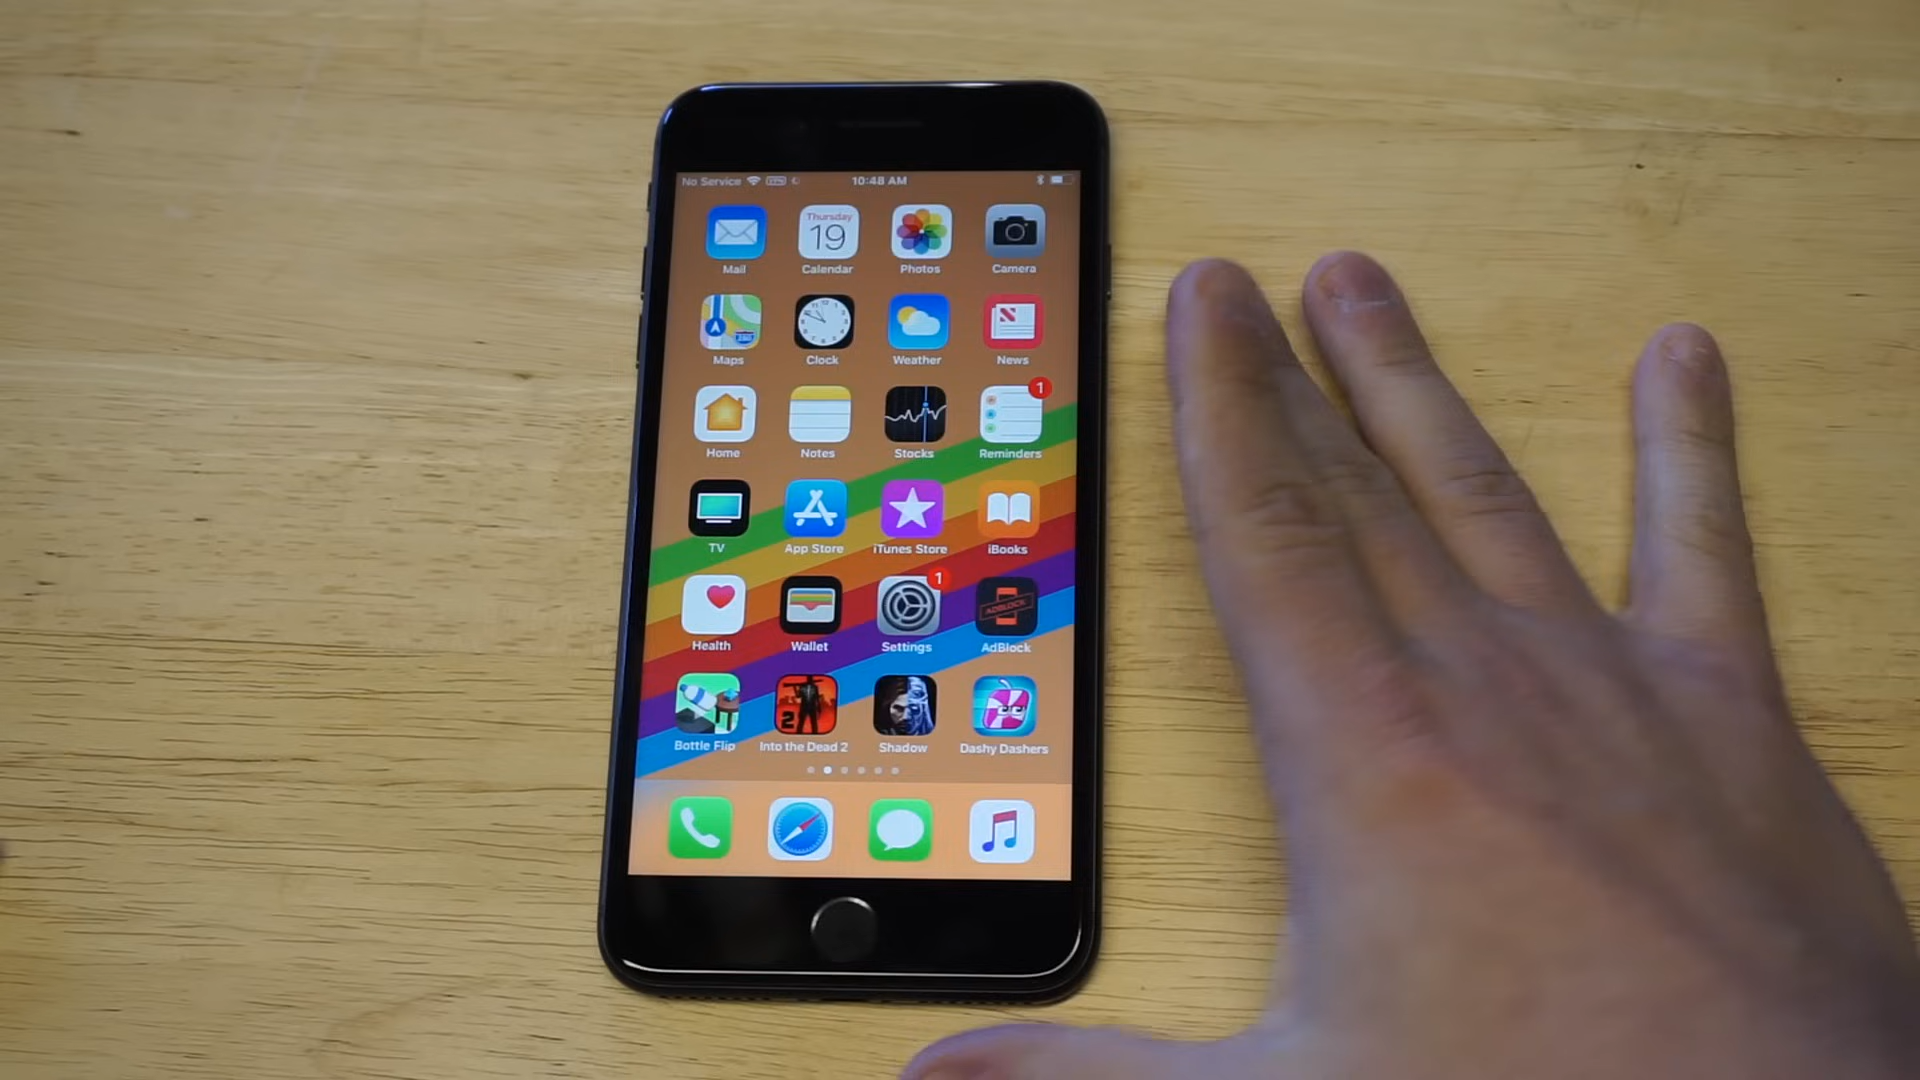 No Service 10:48 AM
Thursday
19
Mail Calendar Photos Camera
Maps Clock Weather News
1
Home Notes Stocks Reminders
TV App Store iTunes Store iBooks
1
ADBLOCK
Health Wallet Settings AdBlock
2
Bottle Flip Into the Dead 2 Shadow Dashy Dashers